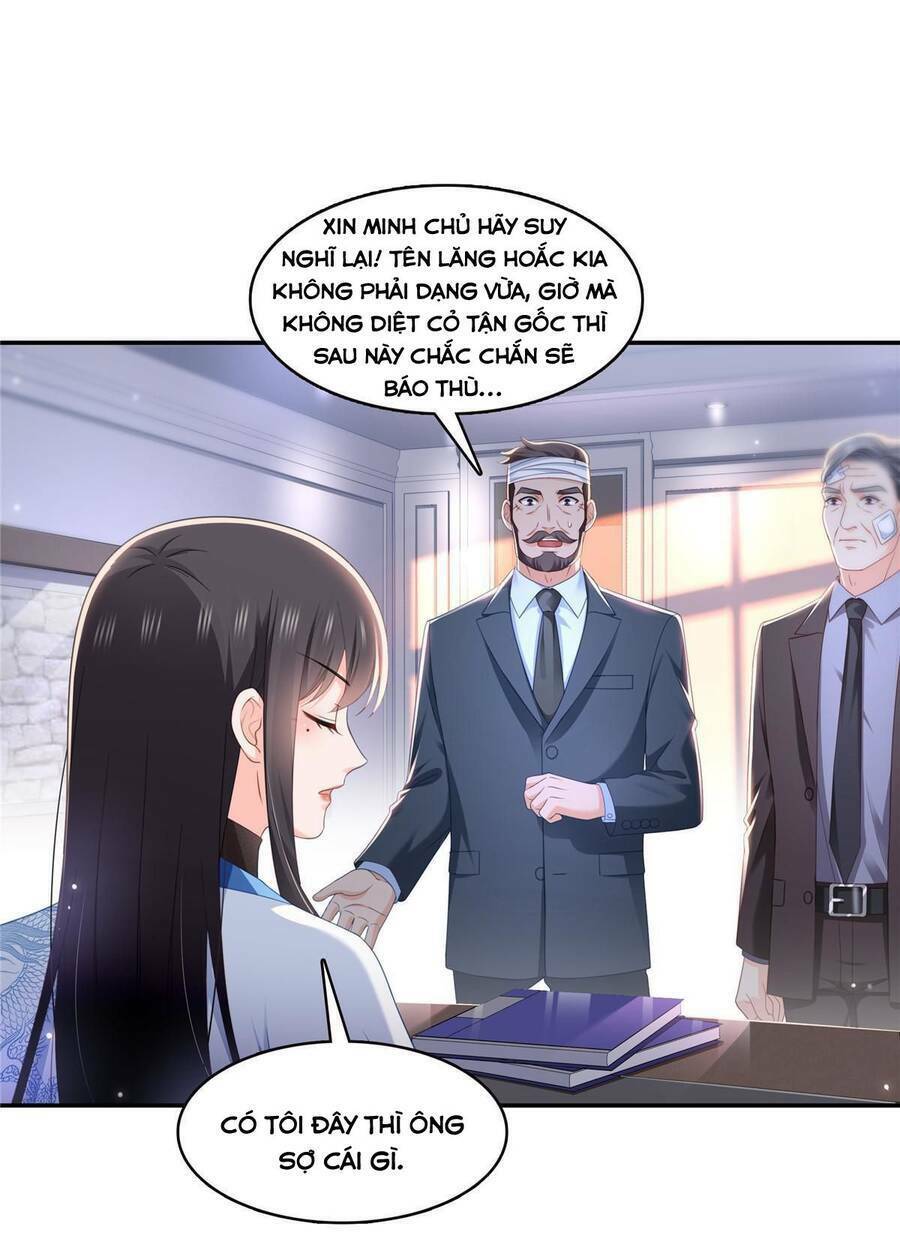 XIN MINH CHỦ HÃY SUY
NGHĨ LẠI! TÊN LĂNG HOẮC KIA
KHÔNG PHẢI DẠNG VỪA, GIỜ MÀ
KHÔNG DIỆT CỎ TẬN GỐC THÌ
SAU NÀY CHẮC CHẮN SẼ
BÁO THÙ...
CÓ TÔI ĐÂY THÌ ÔNG
SỢ CÁI GÌ.